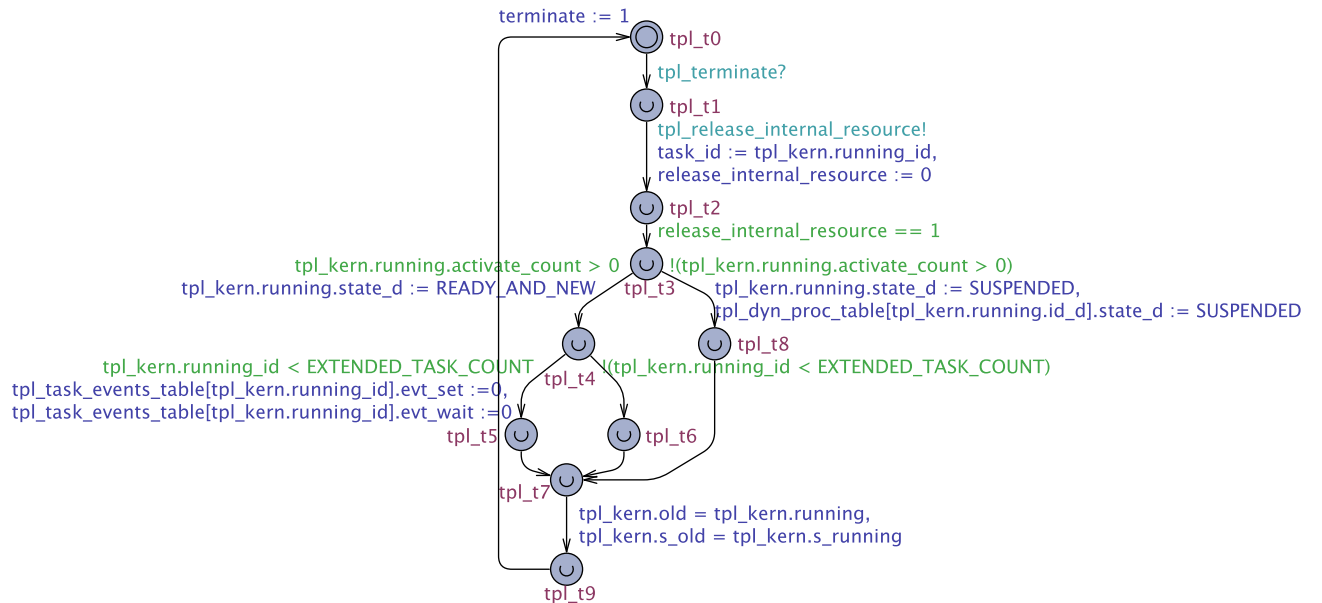 terminate := 1
tpl_t0
tpl_terminate?
tpl_t1
tpl_release_internal_resource!
task_id := tpl_kern.running_id,
release_internal_resource := 0
tpl_t2
release_internal_resource == 1
tpl_kern.running.activate_count > 0
!(tpl_kern.running.activate_count > 0)
tpl_kern.running.state_d := READY_AND_NEW
tpl_t3
tpl_kern.running.state_d := SUSPENDED,
tpl_dyn_proc_table[tpl_kern.running.id_d].state_d := SUSPENDED
tpl_t8
tpl_kern.running_id < EXTENDED_TASK_COUNT
!(tpl_kern.running_id < EXTENDED_TASK_COUNT)
tpl_t4
tpl_task_events_table[tpl_kern.running_id].evt_set :=0,
tpl_task_events_table[tpl_kern.running_id].evt_wait :=0
tpl_t5
tpl_t6
tpl_t7
tpl_kern.old = tpl_kern.running,
tpl_kern.s_old = tpl_kern.s_running
tpl_t9